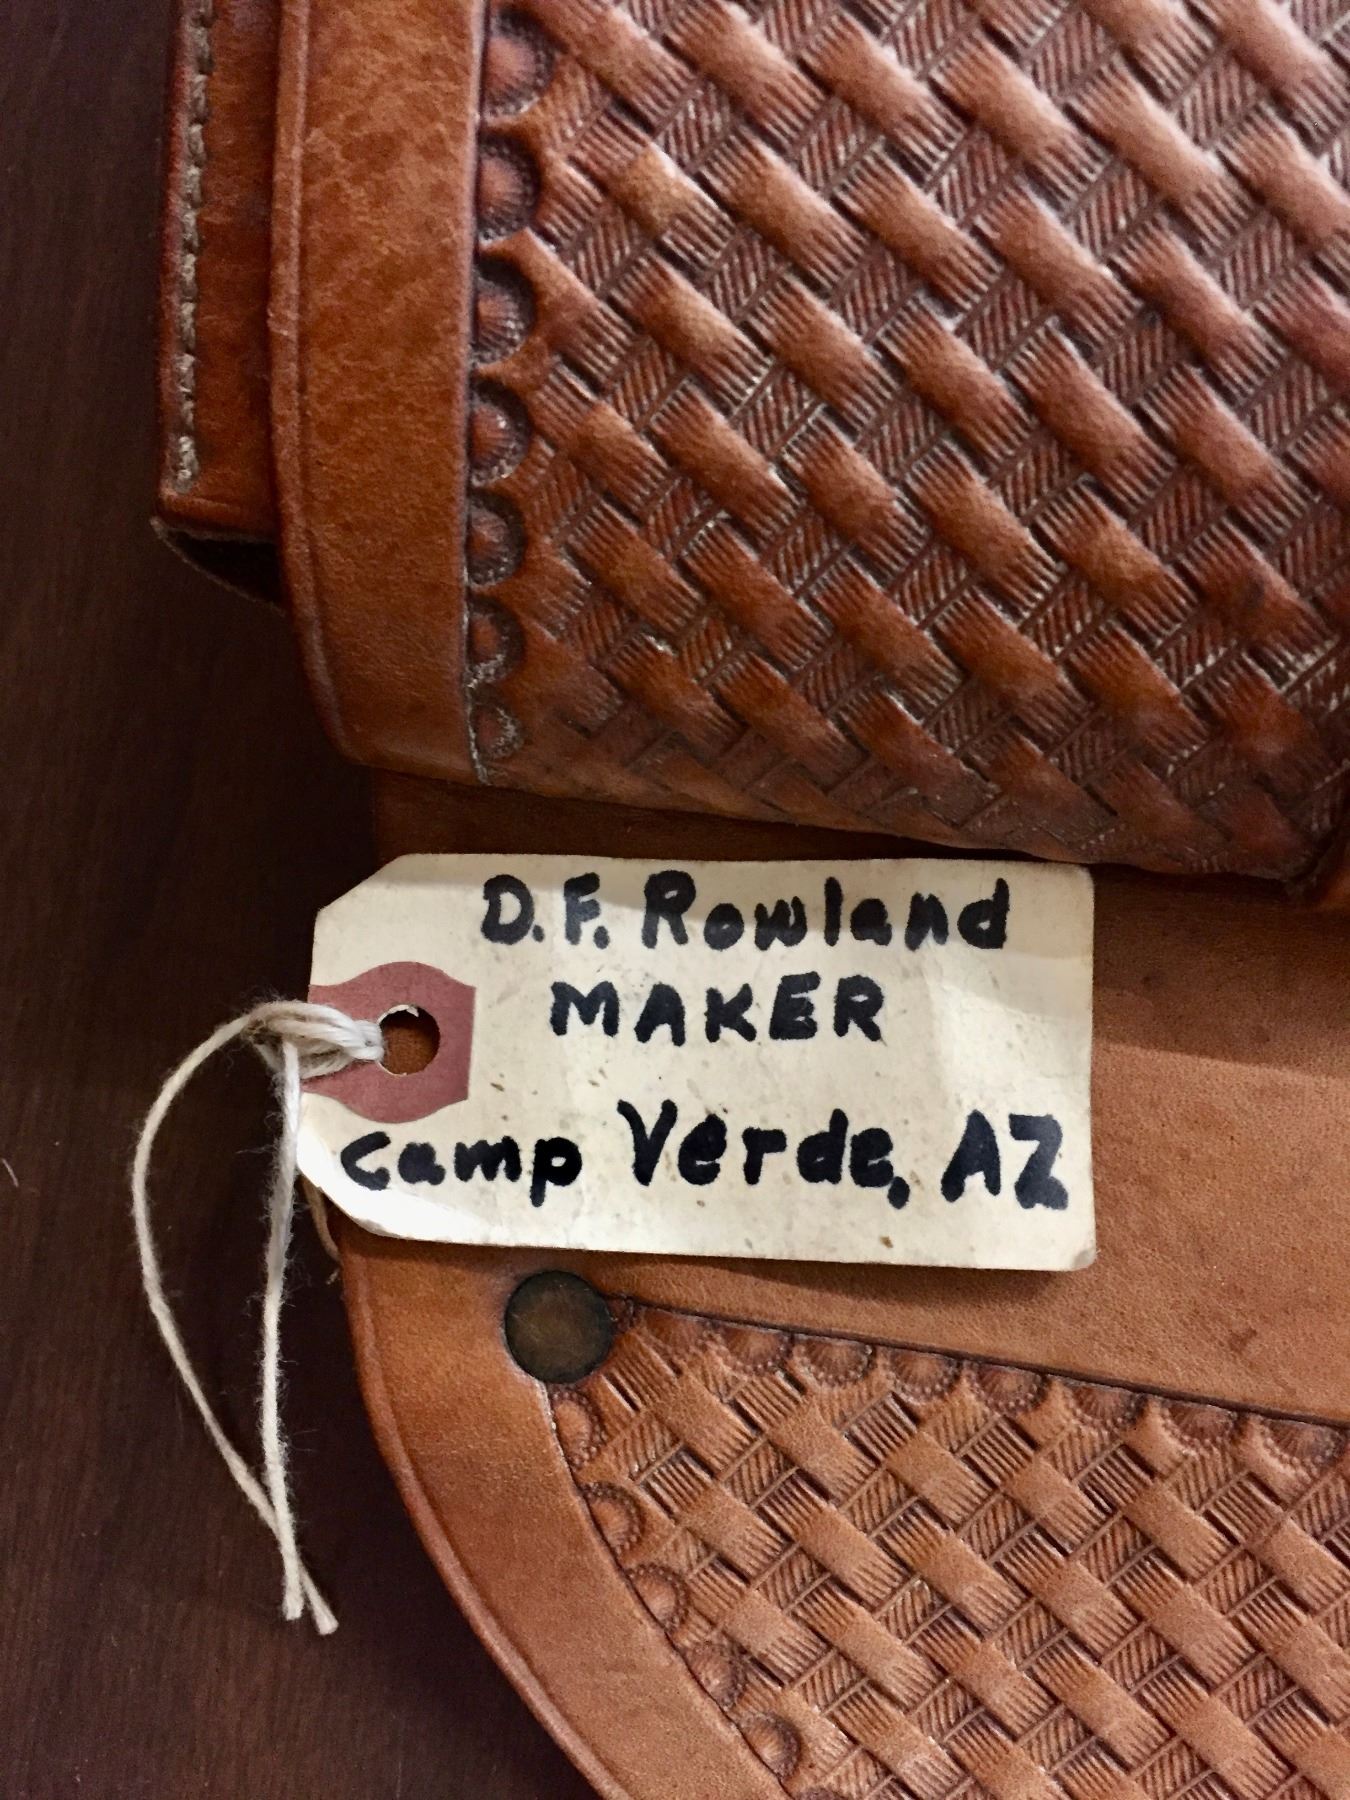 D.F. Rowland
MAKER
Camp Verde, AZ